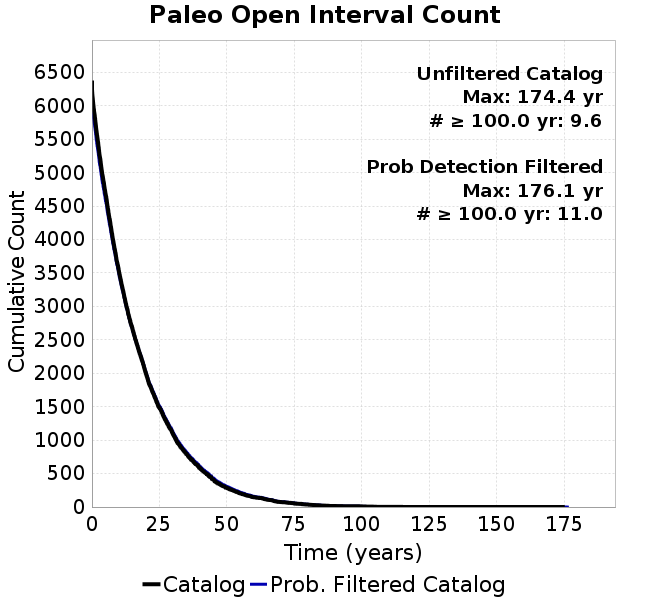 Paleo Open Interval Count
Unfiltered Catalog
Max: 174.4 yr
# ≥ 100.0 yr: 9.6
Prob Detection Filtered
Max: 176.1 yr
# ≥ 100.0 yr: 11.0
Cumulative Count
6500
6000
5500
5000
4500
4000
3500
3000
2500
2000
1500
1000
500
0
0 25 50 75 100 125 150 175
Time (years)
Catalog Prob. Filtered Catalog